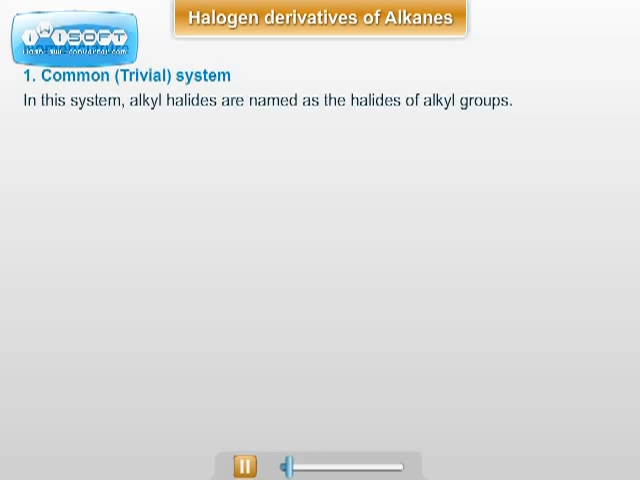 Halogen derivatives of Alkanes
iWiSOFT
1. Common (Trivial) system
In this system, alkyl halides are named as the halides of alkyl groups.